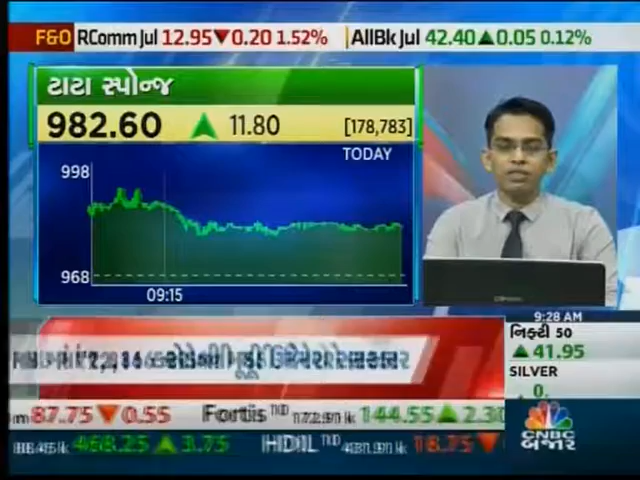 F&O RComm Jul 12.95▼0.20 1.52% AllBk Jul 42.40▲0.05 0.12%
ટાટા સ્પોન્જ
982.60 ▲ 11.80 [178,783]
TODAY
998
968
09:15
9:28 AM
નિફ્ટી 50
▲41.95
SILVER
▲0.
87.75▼0.55 Fortis 144.55▲2.30
468.25▲3.75 18.75▼
CNBC
બજાર